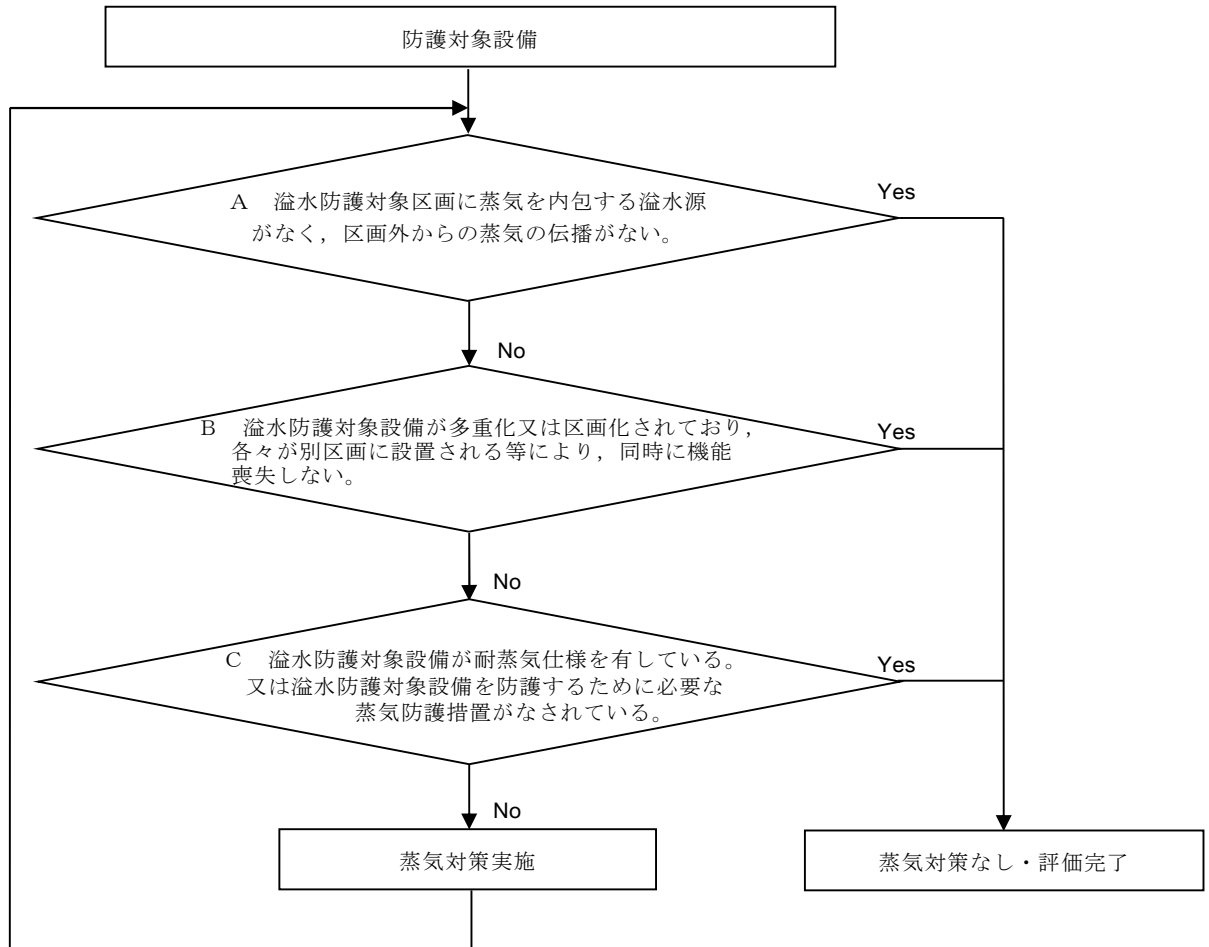 防護対象設備
A　溢水防護対象区画に蒸気を内包する溢水源
がなく，区画外からの蒸気の伝播がない。
Yes
No
B　溢水防護対象設備が多重化又は区画化されており，
各々が別区画に設置される等により，同時に機能
喪失しない。
Yes
No
C　溢水防護対象設備が耐蒸気仕様を有している。
又は溢水防護対象設備を防護するために必要な
蒸気防護措置がなされている。
Yes
No
蒸気対策実施
蒸気対策なし・評価完了